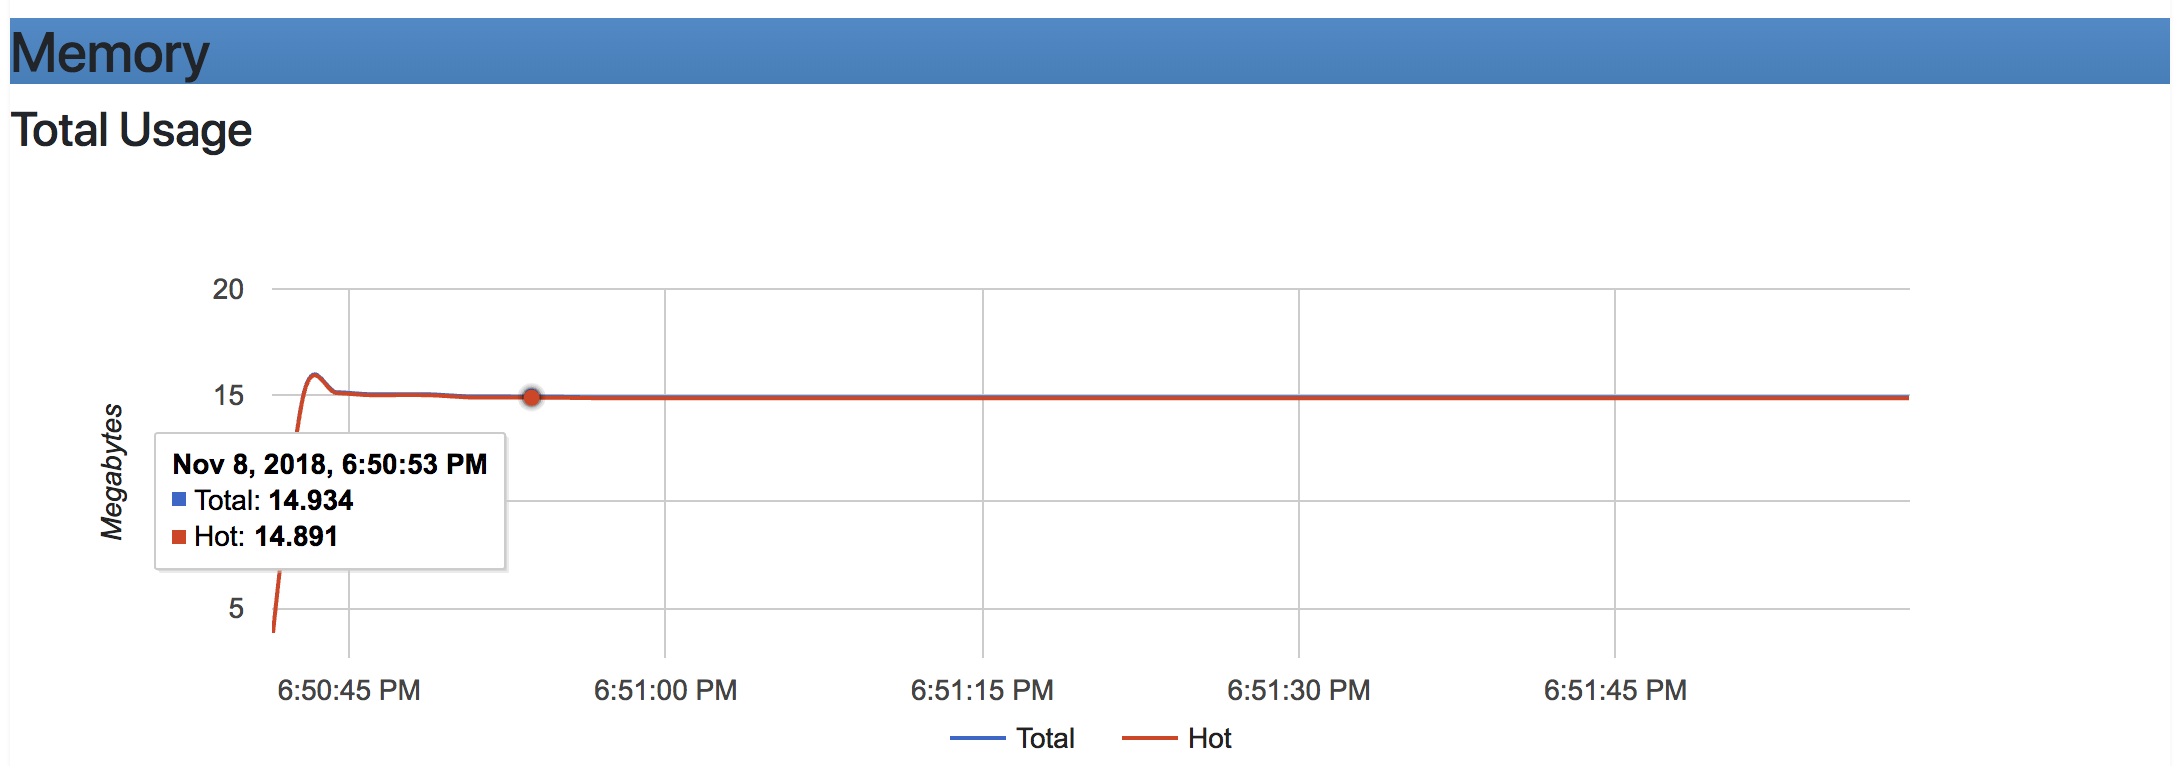 Memory
Total Usage
20
15
5
Megabytes
Nov 8, 2018, 6:50:53 PM
Total: 14.934
Hot: 14.891
6:50:45 PM 6:51:00 PM 6:51:15 PM 6:51:30 PM 6:51:45 PM
Total Hot